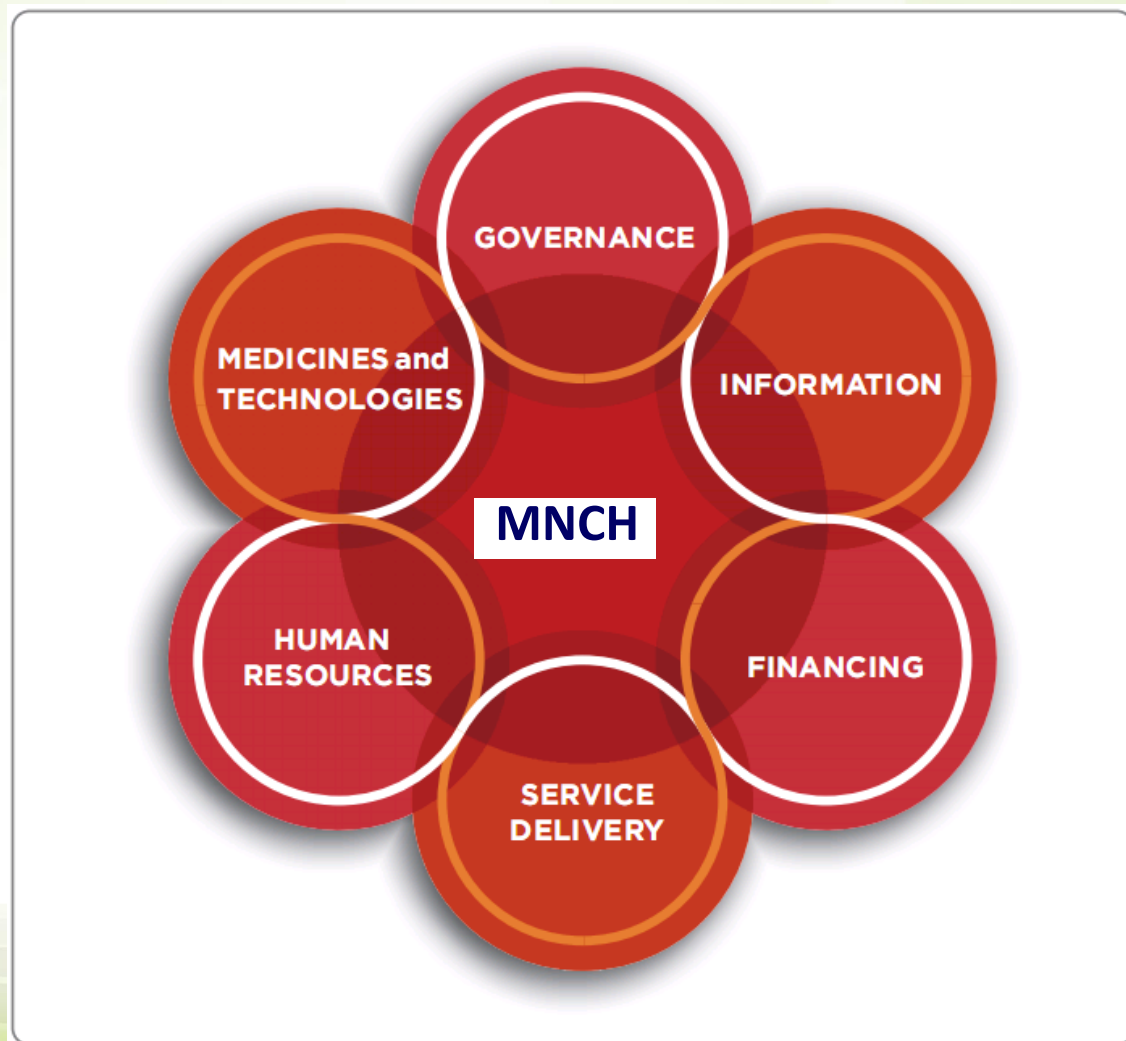 GOVERNANCE
MEDICINES and
TECHNOLOGIES
INFORMATION
MNCH
HUMAN
RESOURCES
FINANCING
SERVICE
DELIVERY